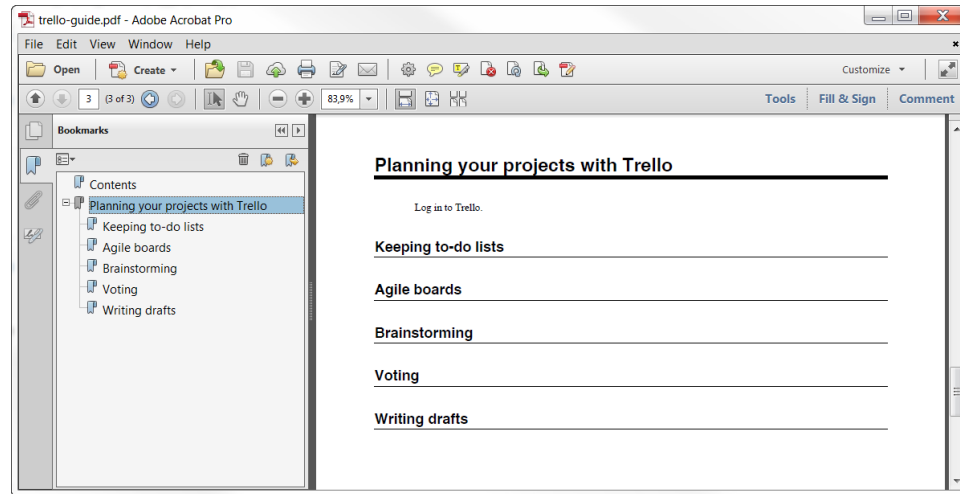 trello-guide.pdf - Adobe Acrobat Pro
File Edit View Window Help
Open Create Customize
3 (3 of 3) 83,9% Tools Fill & Sign Comment
Bookmarks
Contents
Planning your projects with Trello
Keeping to-do lists
Agile boards
Brainstorming
Voting
Writing drafts
Planning your projects with Trello
Log in to Trello.
Keeping to-do lists
Agile boards
Brainstorming
Voting
Writing drafts